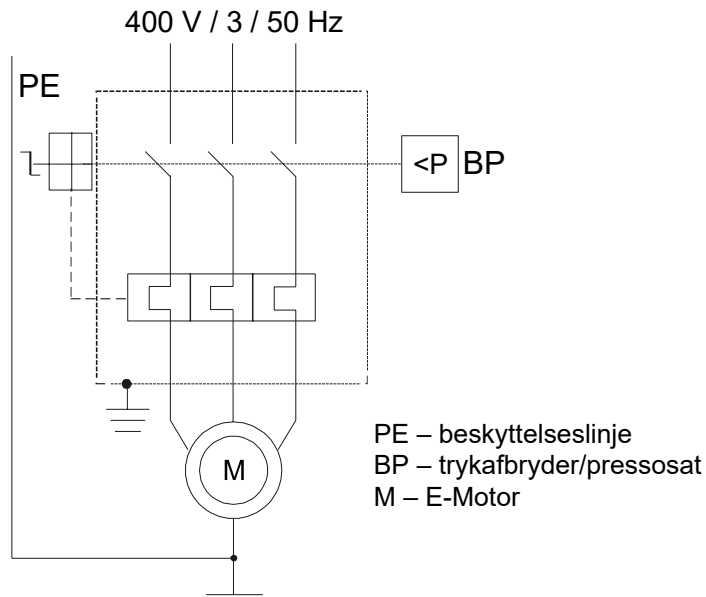 400 V / 3 / 50 Hz
PE
<P BP
M
PE – beskyttelseslinje
BP – trykafbryder/pressosat
M – E-Motor